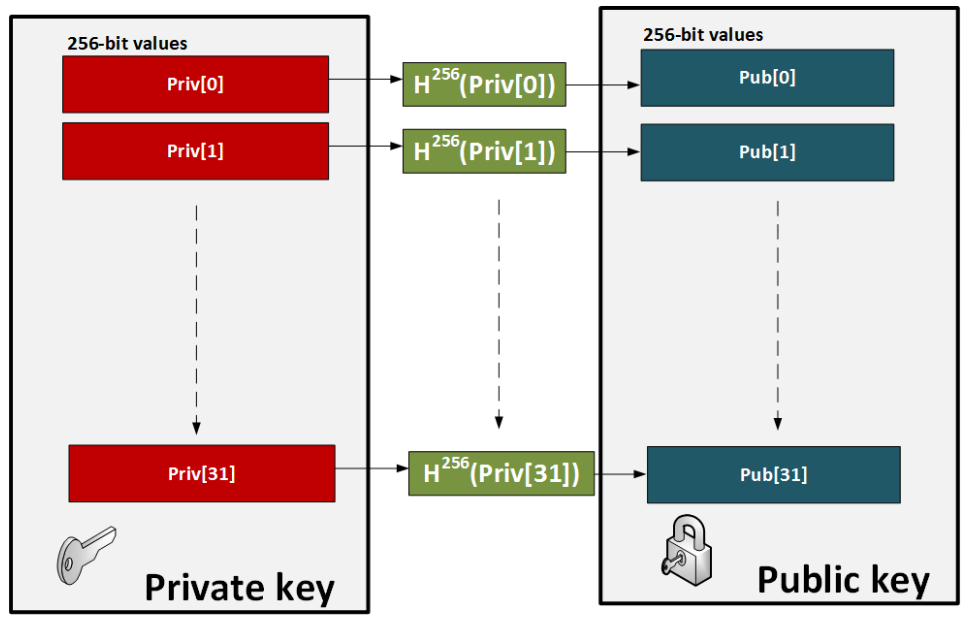 256-bit values
256-bit values
Priv[0]
H^256(Priv[0])
Pub[0]
Priv[1]
H^256(Priv[1])
Pub[1]
Priv[31]
H^256(Priv[31])
Pub[31]
Private key
Public key